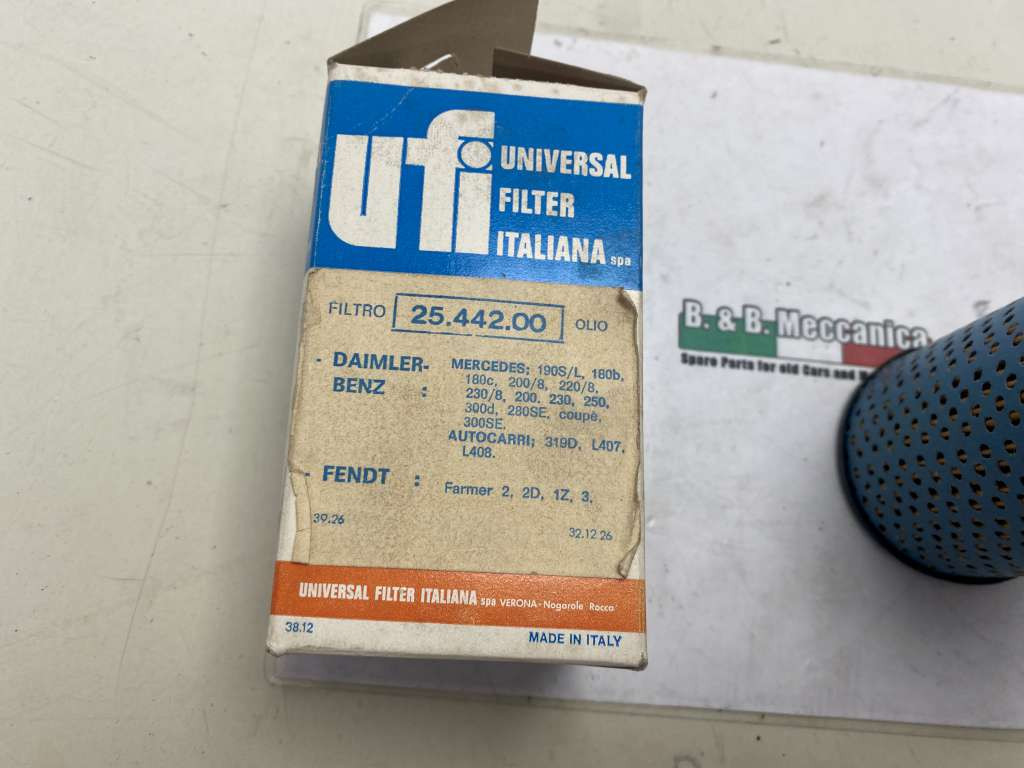 ufi
UNIVERSAL
FILTER
ITALIANA spa
FILTRO 25.442.00 OLIO
- DAIMLER-BENZ : MERCEDES; 190S/L, 180b,
180c, 200/8, 220/8,
230/8, 200. 230, 250,
300d, 280SE, coupè,
300SE.
AUTOCARRI; 319D, L407,
L408.
- FENDT : Farmer 2, 2D, 1Z, 3,
39.26 32.12 26
UNIVERSAL FILTER ITALIANA spa VERONA - Nogarole Rocca
38.12 MADE IN ITALY
B. & B. Meccanica
Spare Parts for old Cars and